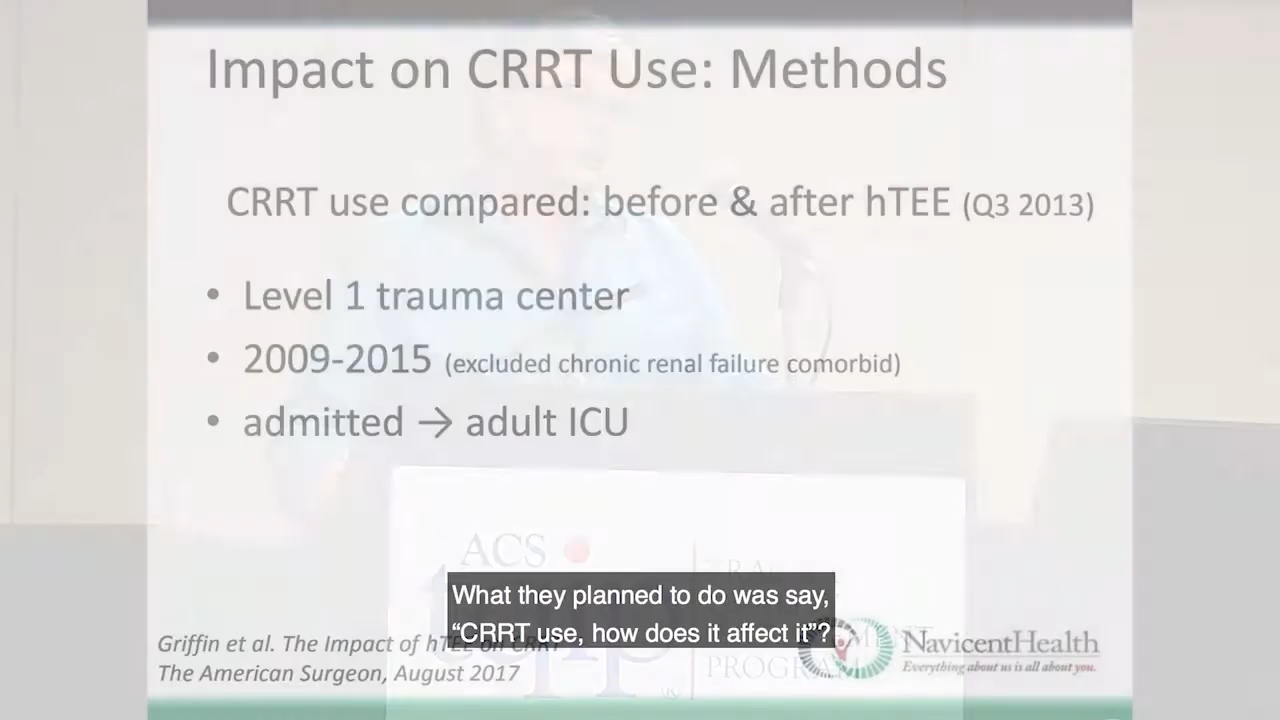 Impact on CRRT Use: Methods
CRRT use compared: before & after hTEE (Q3 2013)
• Level 1 trauma center
• 2009-2015 (excluded chronic renal failure comorbid)
• admitted → adult ICU
ACS
What they planned to do was say,
“CRRT use, how does it affect it”?
Griffin et al. The Impact of hTEE on CRRT
The American Surgeon, August 2017
NavicentHealth
Everything about us is all about you.
PROGRAM